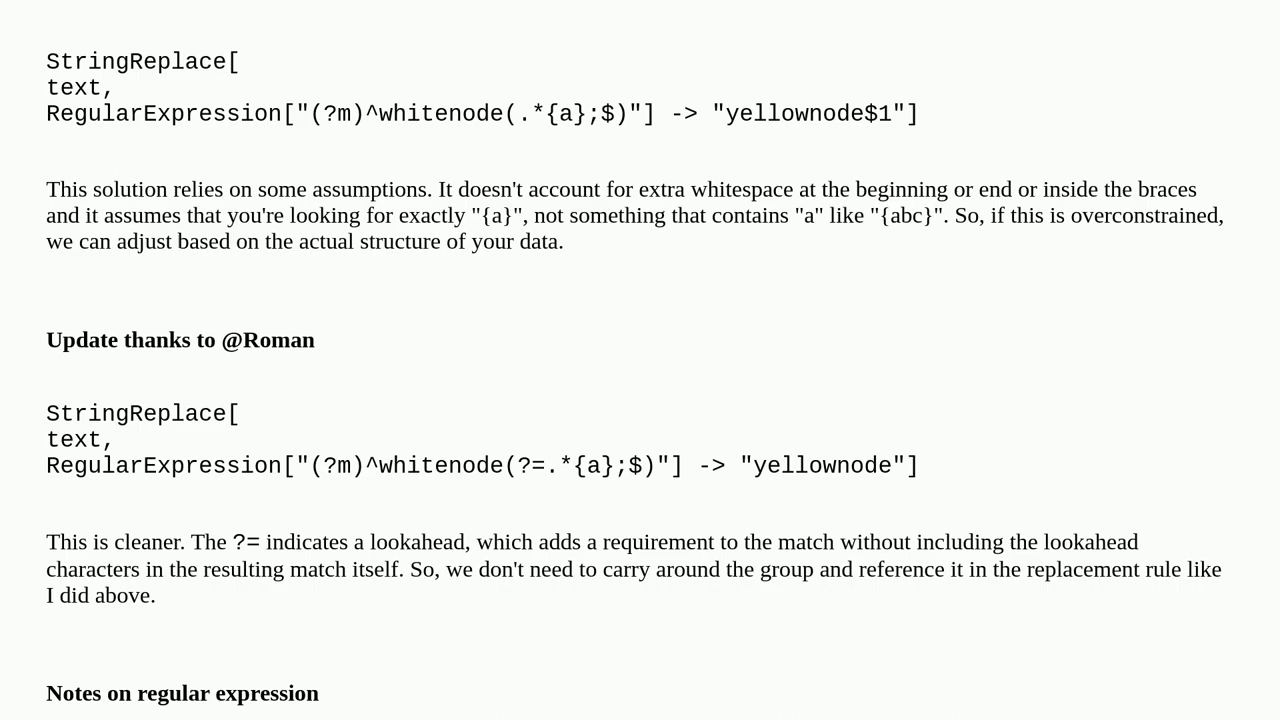 StringReplace[
text,
RegularExpression["(?m)^whitenode(.*{a};$)"] -> "yellownode$1"]
This solution relies on some assumptions. It doesn't account for extra whitespace at the beginning or end or inside the braces
and it assumes that you're looking for exactly "{a}", not something that contains "a" like "{abc}". So, if this is overconstrained,
we can adjust based on the actual structure of your data.
Update thanks to @Roman
StringReplace[
text,
RegularExpression["(?m)^whitenode(?=.*{a};$)"] -> "yellownode"]
This is cleaner. The ?= indicates a lookahead, which adds a requirement to the match without including the lookahead
characters in the resulting match itself. So, we don't need to carry around the group and reference it in the replacement rule like
I did above.
Notes on regular expression